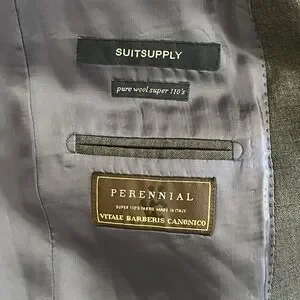 SUITSUPPLY
pure wool super 110's
PERENNIAL
SUPER 110'S FABRIC MADE IN ITALY
VITALE BARBERIS CANONICO